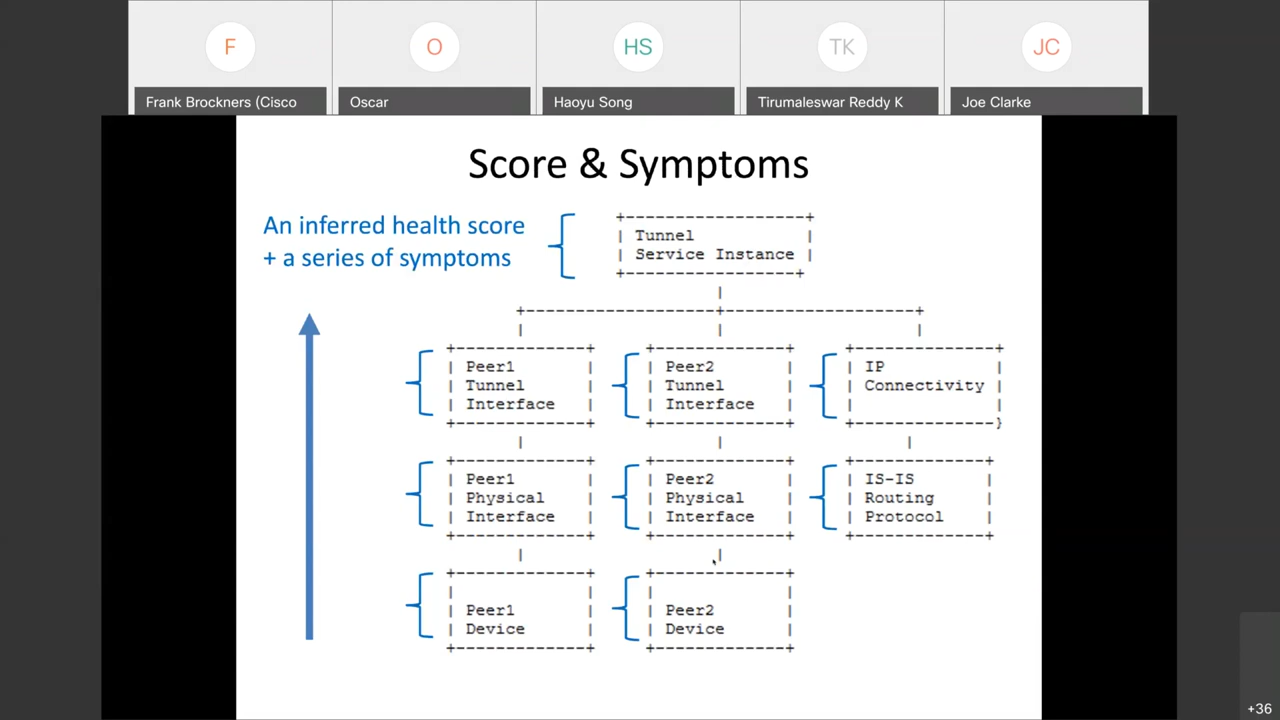 F
O
HS
TK
JC
Frank Brockners (Cisco
Oscar
Haoyu Song
Tirumaleswar Reddy K
Joe Clarke
Score & Symptoms
An inferred health score
+ a series of symptoms
Tunnel
Service Instance
Peer1
Tunnel
Interface
Peer2
Tunnel
Interface
IP
Connectivity
Peer1
Physical
Interface
Peer2
Physical
Interface
IS-IS
Routing
Protocol
Peer1
Device
Peer2
Device
+36